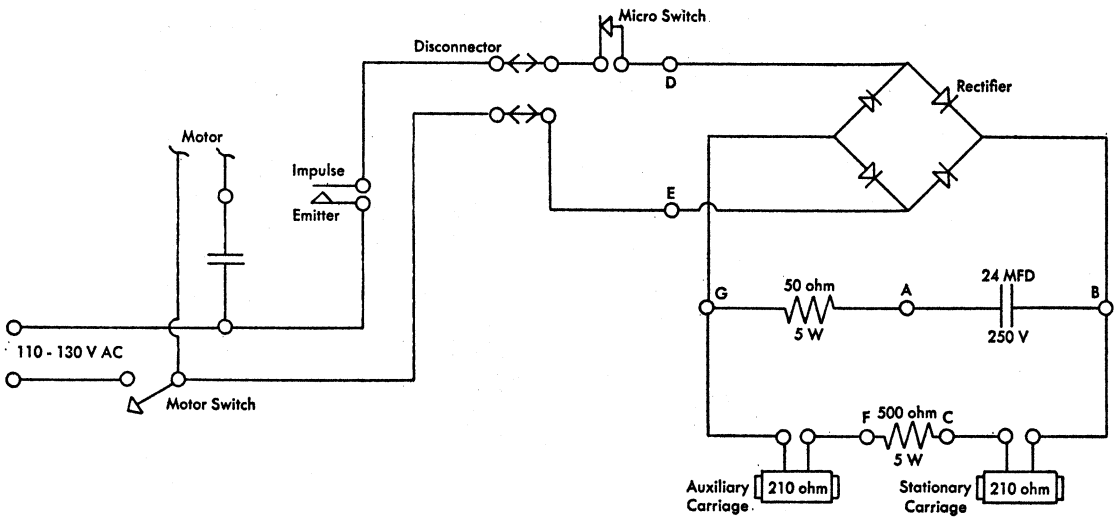 Micro Switch
Disconnector
D
Rectifier
Motor
Impulse
Emitter
E
24 MFD
50 ohm
A
G
B
5 W
250 V
110 - 130 V AC
Motor Switch
F
500 ohm
C
5 W
Auxiliary
Carriage
210 ohm
Stationary
Carriage
210 ohm